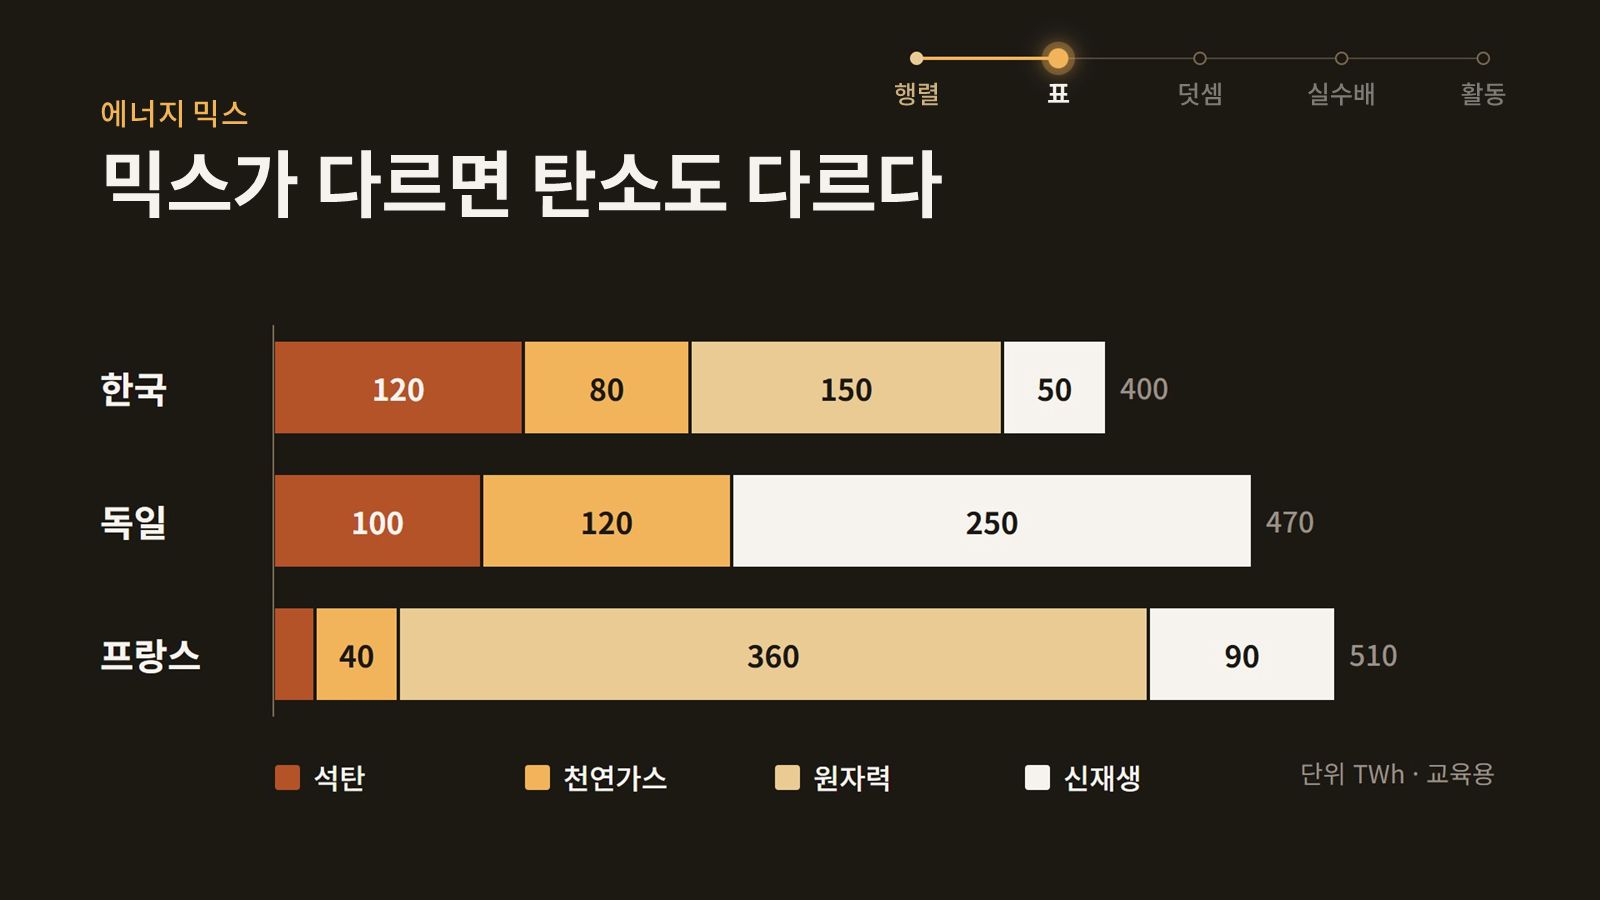 행렬 표 덧셈 실수배 활동
에너지 믹스
믹스가 다르면 탄소도 다르다
한국 120 80 150 50 400
독일 100 120 250 470
프랑스 40 360 90 510
석탄 천연가스 원자력 신재생 단위 TWh · 교육용